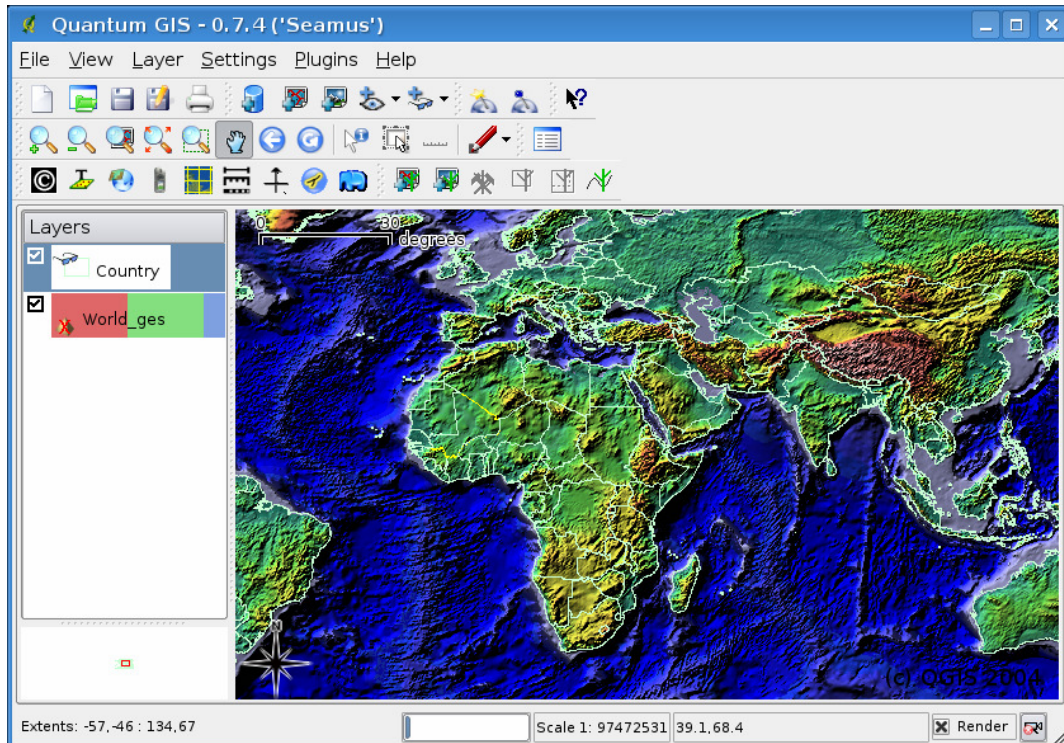 Quantum GIS - 0.7.4 ('Seamus')
File View Layer Settings Plugins Help
Layers
Country
World_ges
0 30
degrees
N
(c) QGIS 2004
Extents: -57,-46 : 134,67
Scale 1: 97472531
39.1,68.4
Render